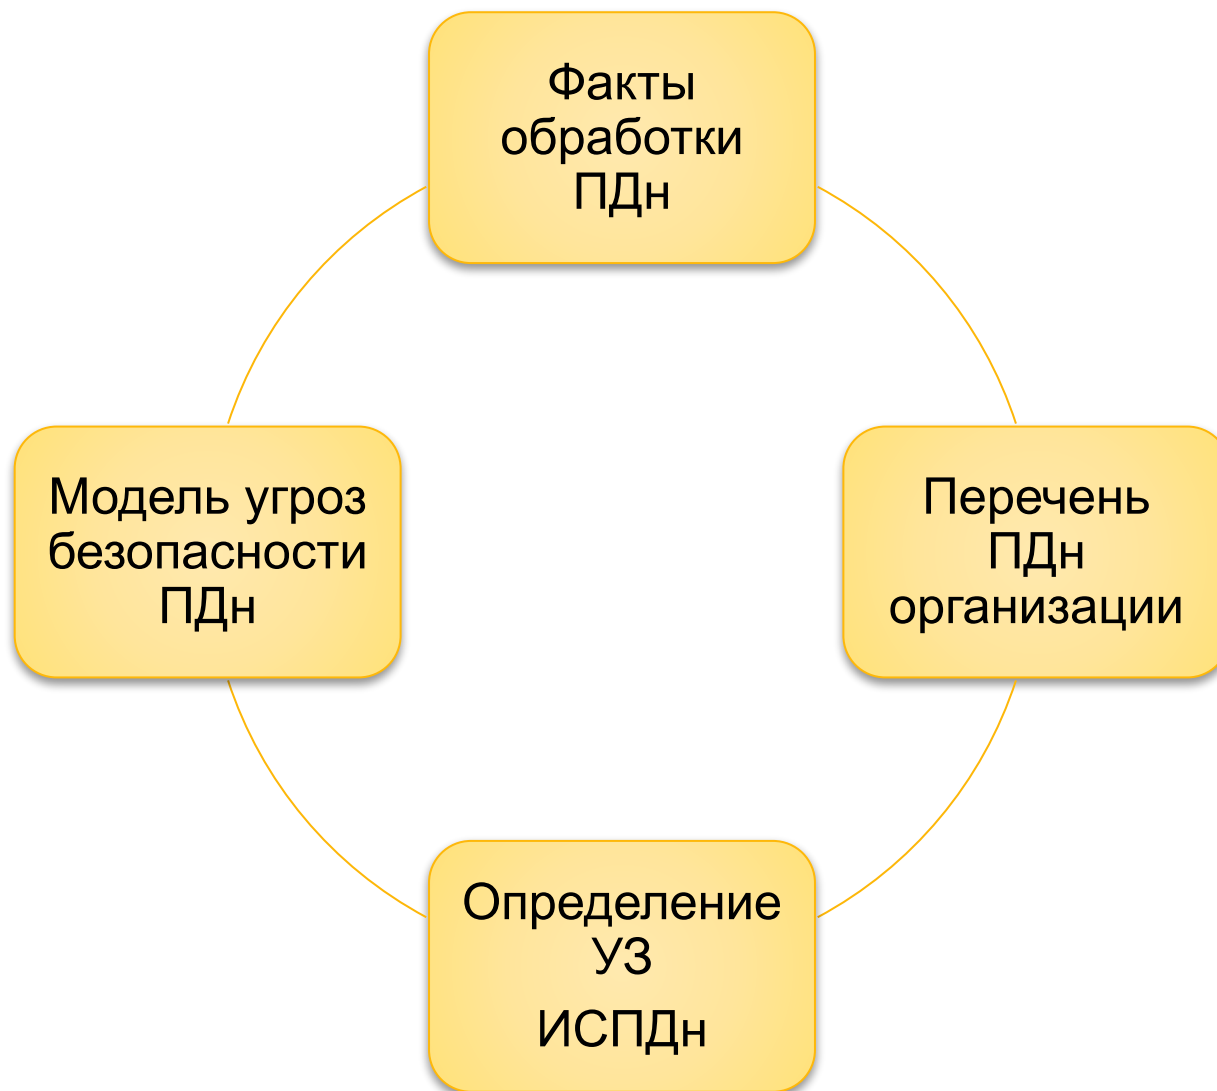 Факты
обработки
ПДн
Модель угроз
безопасности
ПДн
Перечень
ПДн
организации
Определение
УЗ
ИСПДн